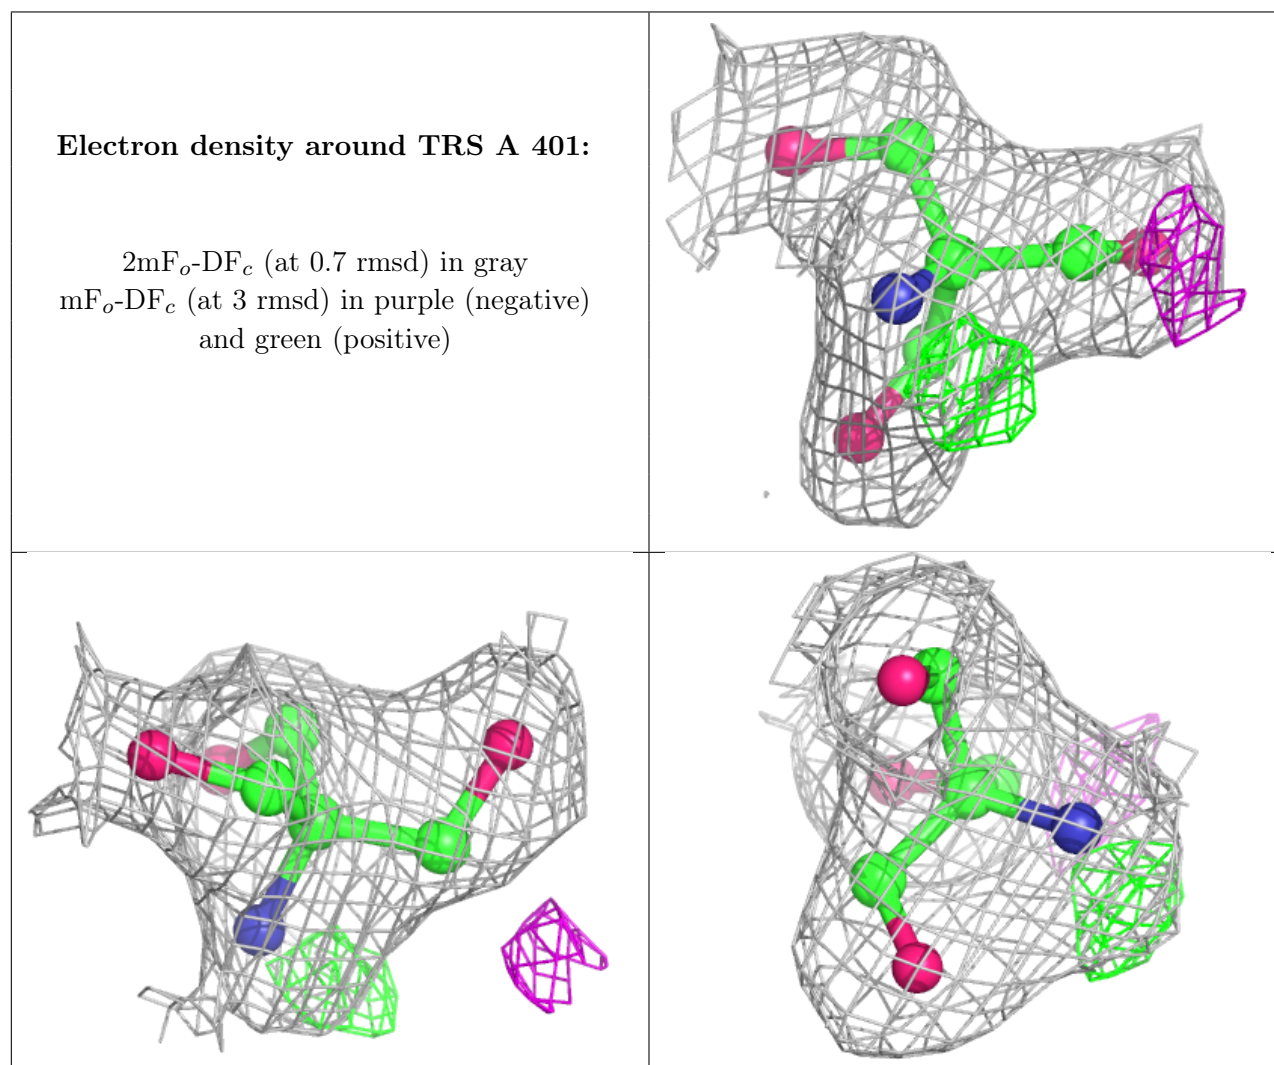 Electron density around TRS A 401:
2mFo-DFc (at 0.7 rmsd) in gray
mFo-DFc (at 3 rmsd) in purple (negative)
and green (positive)